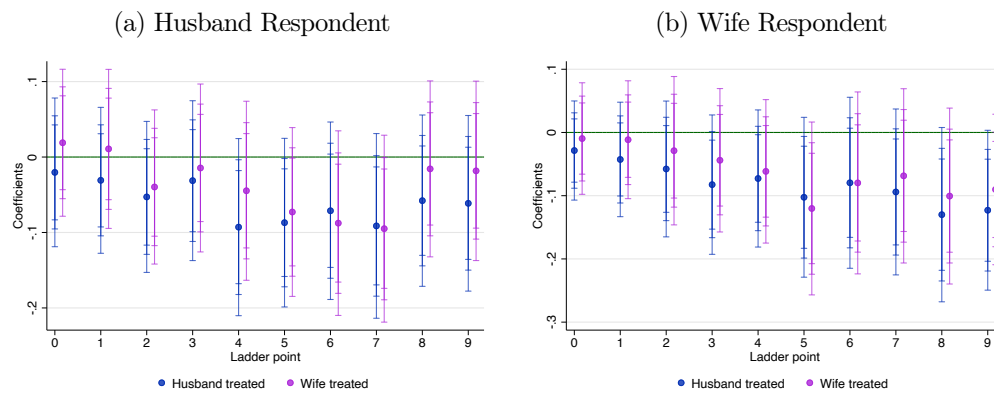 (a) Husband Respondent
.1
0
-.1
-.2
Coefficients
0 1 2 3 4 5 6 7 8 9
Ladder point
Husband treated Wife treated
(b) Wife Respondent
.1
0
-.1
-.2
-.3
Coefficients
0 1 2 3 4 5 6 7 8 9
Ladder point
Husband treated Wife treated